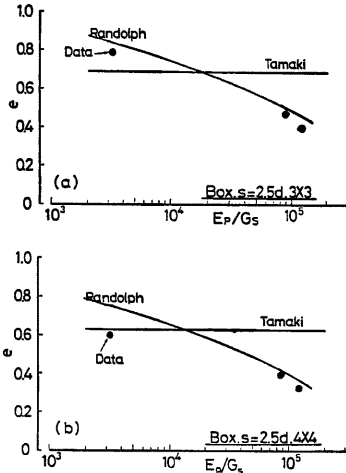 1.0
Randolph
0.8
Data
Tamaki
0.6
e
0.4
0.2
(a)
Box.s=2.5d.3X3
0
10³ 10⁴ 10⁵
EP/GS
1.0
0.8
Randolph
Tamaki
0.6
e
Data
0.4
0.2
(b)
Box.s=2.5d.4X4
0
10³ 10⁴ 10⁵
EP/GS